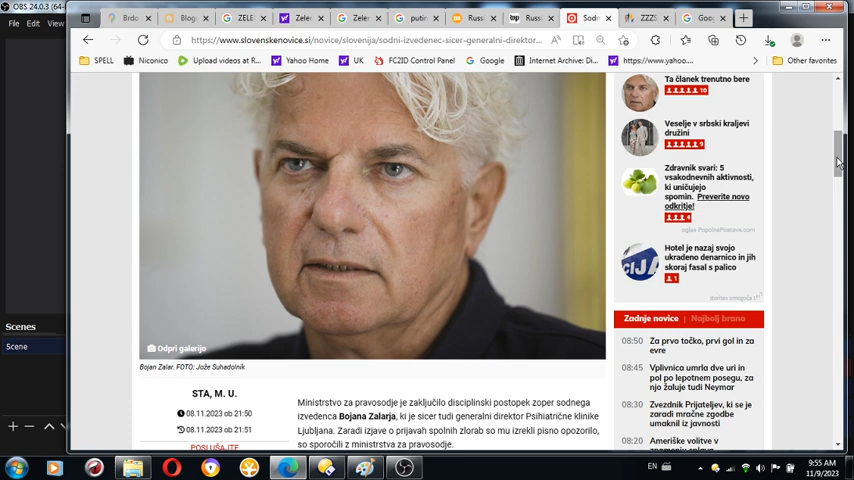 OBS 24.0.3 (64-
File Edit View
Brdo
Blog
ZELE
Zeler
Zeler
putir
Russ
Russ
Sodn
ZZZS
Goo
https://www.slovenskenovice.si/novice/slovenija/sodni-izvedenec-sicer-generalni-direktor...
SPELL
Niconico
Upload videos at R...
Yahoo Home
UK
FC2ID Control Panel
Google
Internet Archive: Di...
https://www.yahoo....
Other favorites
Odpri galerijo
Bojan Zalar. FOTO: Jože Suhadolnik
STA, M. U.
08.11.2023 ob 21:50
08.11.2023 ob 21:51
POSLUŠAJTE
Ministrstvo za pravosodje je zaključilo disciplinski postopek zoper sodnega
izvedenca Bojana Zalarja, ki je sicer tudi generalni direktor Psihiatrične klinike
Ljubljana. Zaradi izjave o prijavah spolnih zlorab so mu izrekli pisno opozorilo,
so sporočili z ministrstva za pravosodje.
Ta članek trenutno bere
10
Veselje v srbski kraljevi
družini
9
Zdravnik svari: 5
vsakodnevnih aktivnosti,
ki uničujejo
spomin. Preverite novo
odkritje!
4
oglas PopolnaPostava.com
CIJA
Hotel je nazaj svojo
ukradeno denarnico in jih
skoraj fasal s palico
1
Zadnje novice | Najbolj brano
08:50 Za prvo točko, prvi gol in za
evre
08:45 Vplivnica umrla dve uri in
pol po lepotnem posegu, za
njo žaluje tudi Neymar
08:30 Zvezdnik Prijateljev, ki se je
zaradi mračne zgodbe
umaknil iz javnosti
08:20 Ameriške volitve v
Scenes
Scene
EN
9:55 AM
11/9/2023